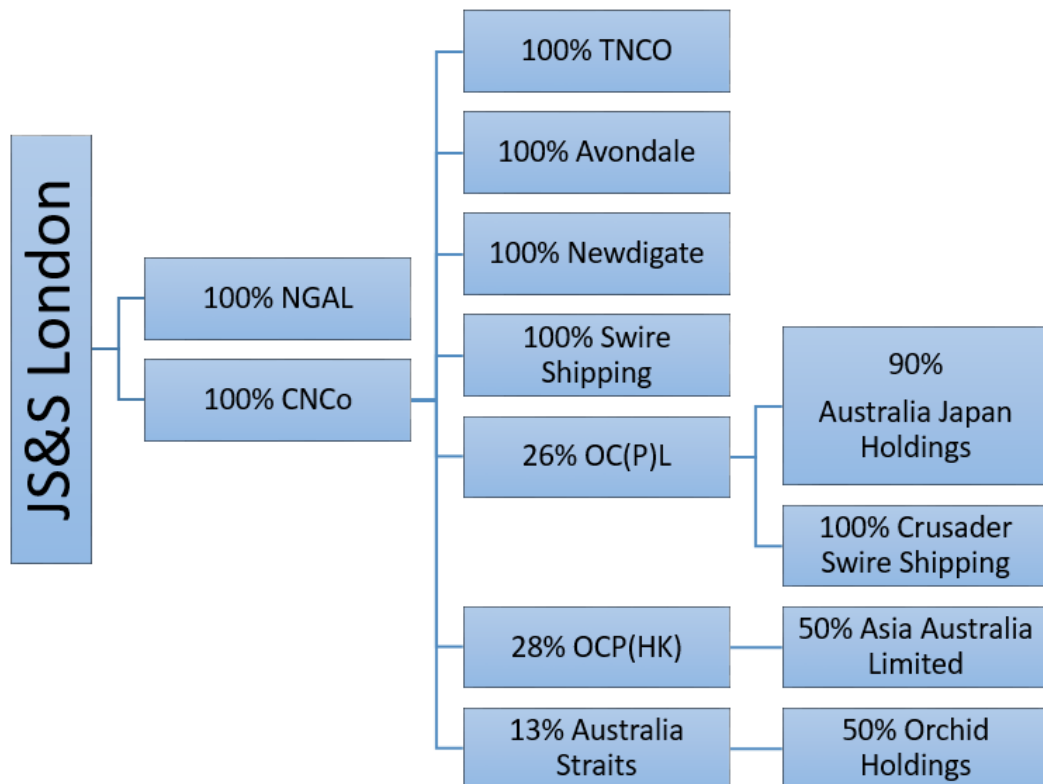 JS&S London
100% NGAL
100% CNCo
100% TNCO
100% Avondale
100% Newdigate
100% Swire
Shipping
26% OC(P)L
28% OCP(HK)
13% Australia
Straits
90%
Australia Japan
Holdings
100% Crusader
Swire Shipping
50% Asia Australia
Limited
50% Orchid
Holdings